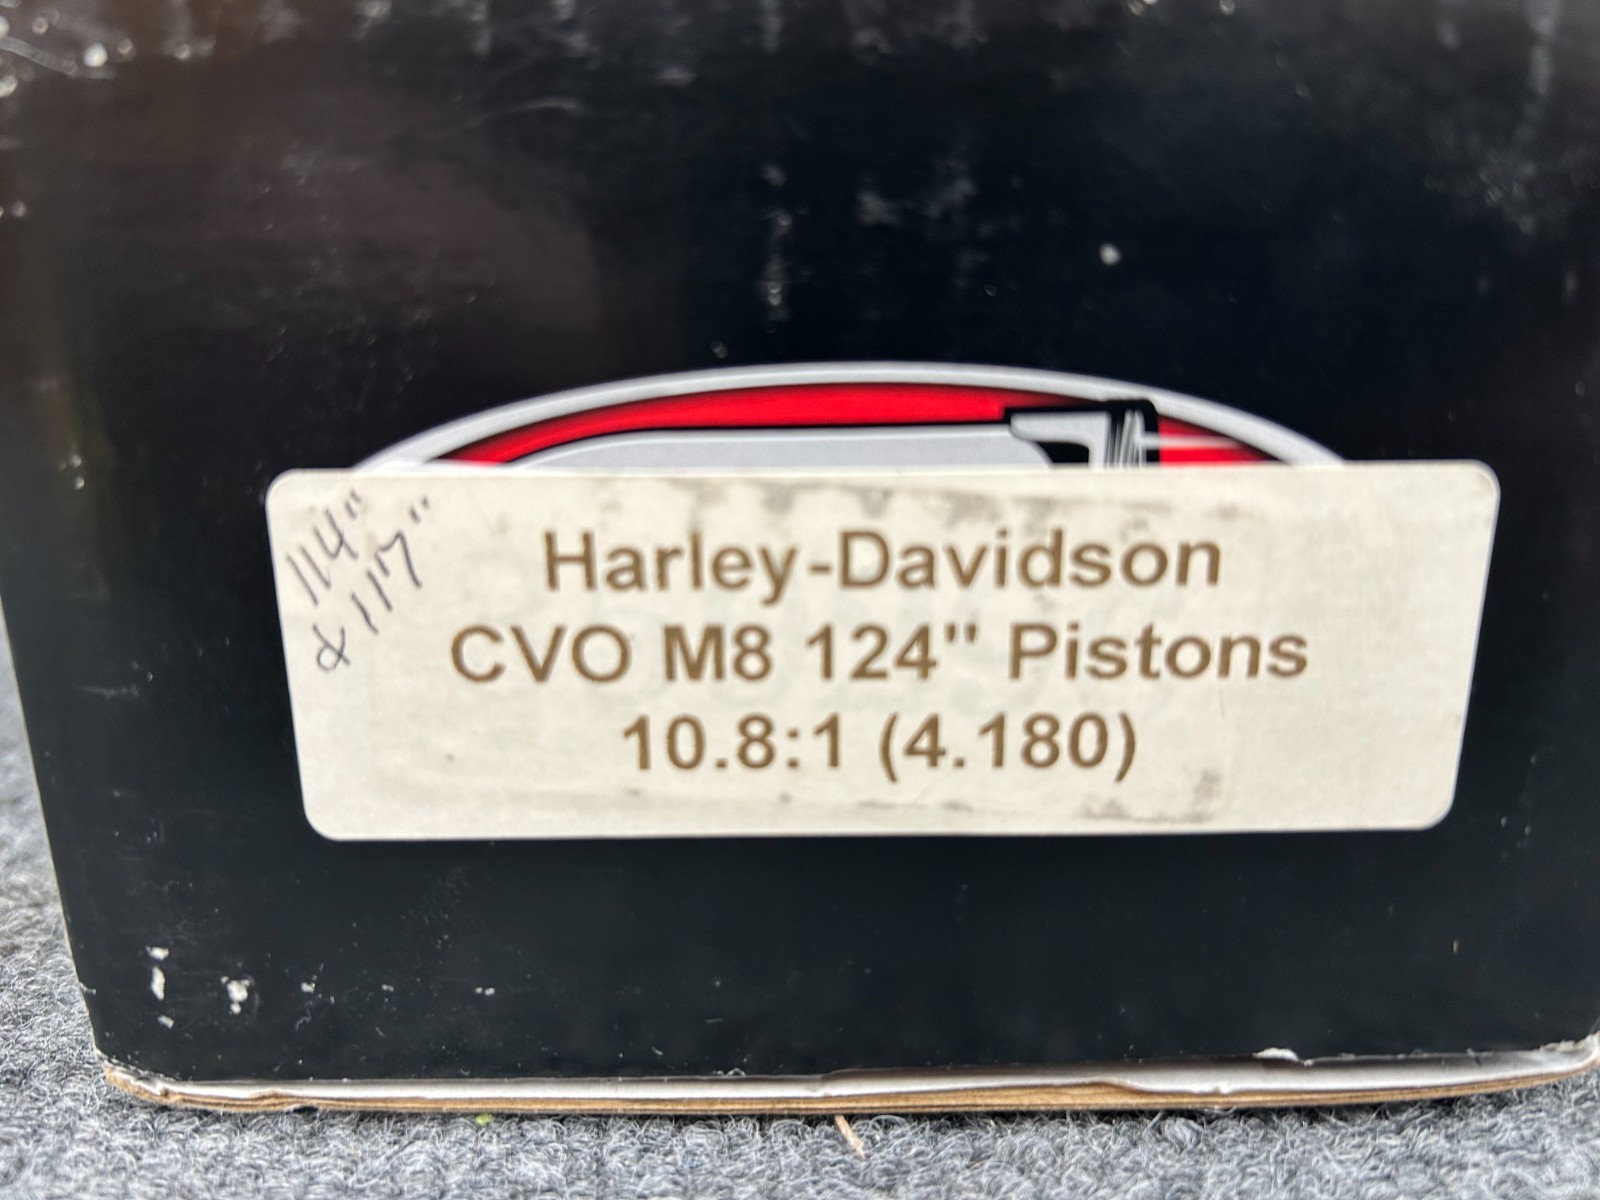 114"
& 117"
Harley-Davidson
CVO M8 124" Pistons
10.8:1 (4.180)